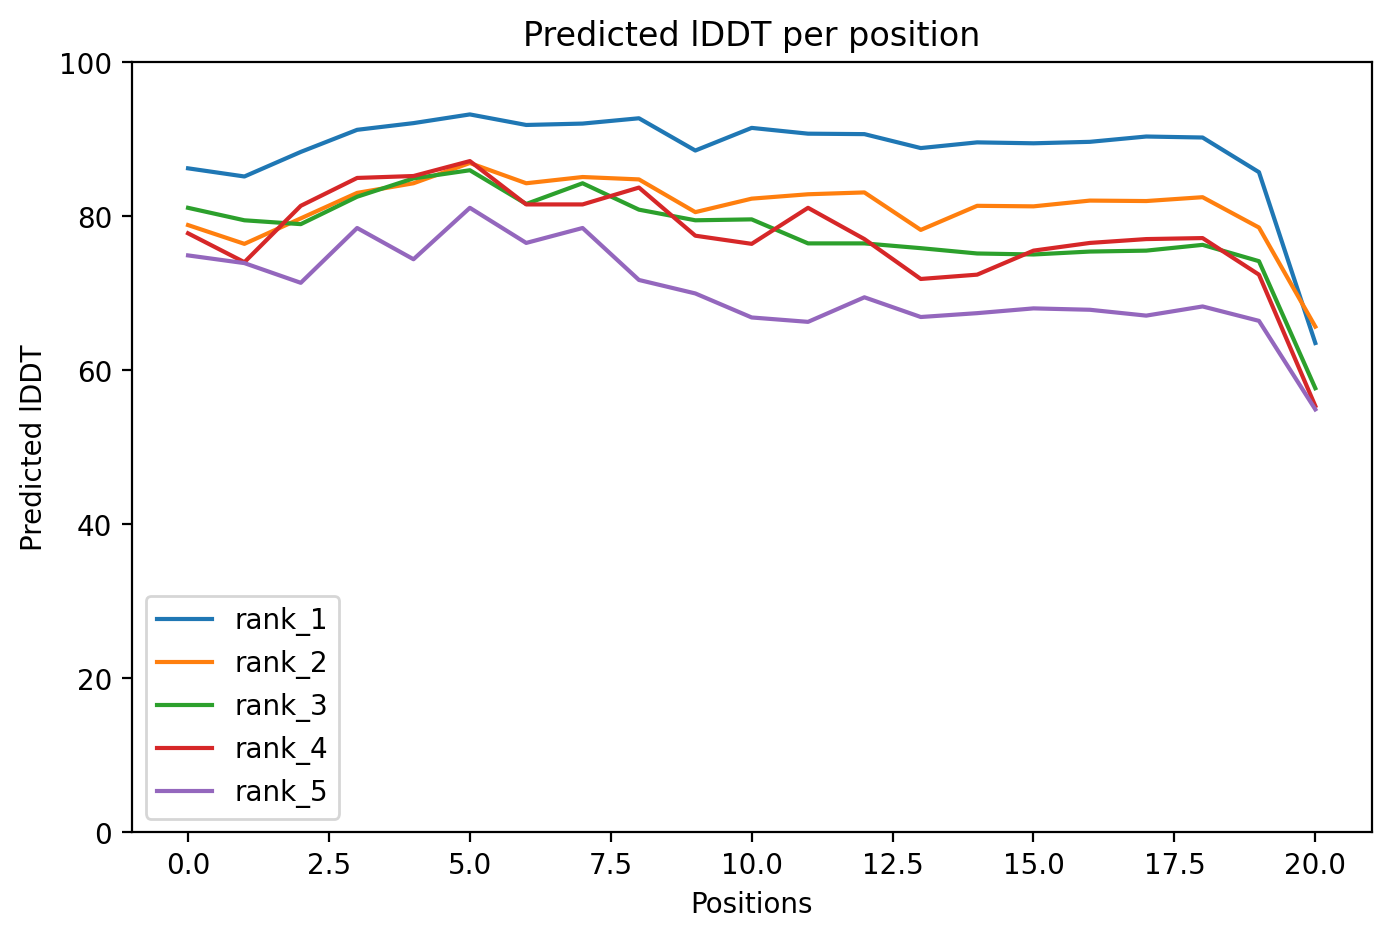 Predicted lDDT per position
100
80
60
40
20
0
Predicted lDDT
rank_1
rank_2
rank_3
rank_4
rank_5
0.0 2.5 5.0 7.5 10.0 12.5 15.0 17.5 20.0
Positions